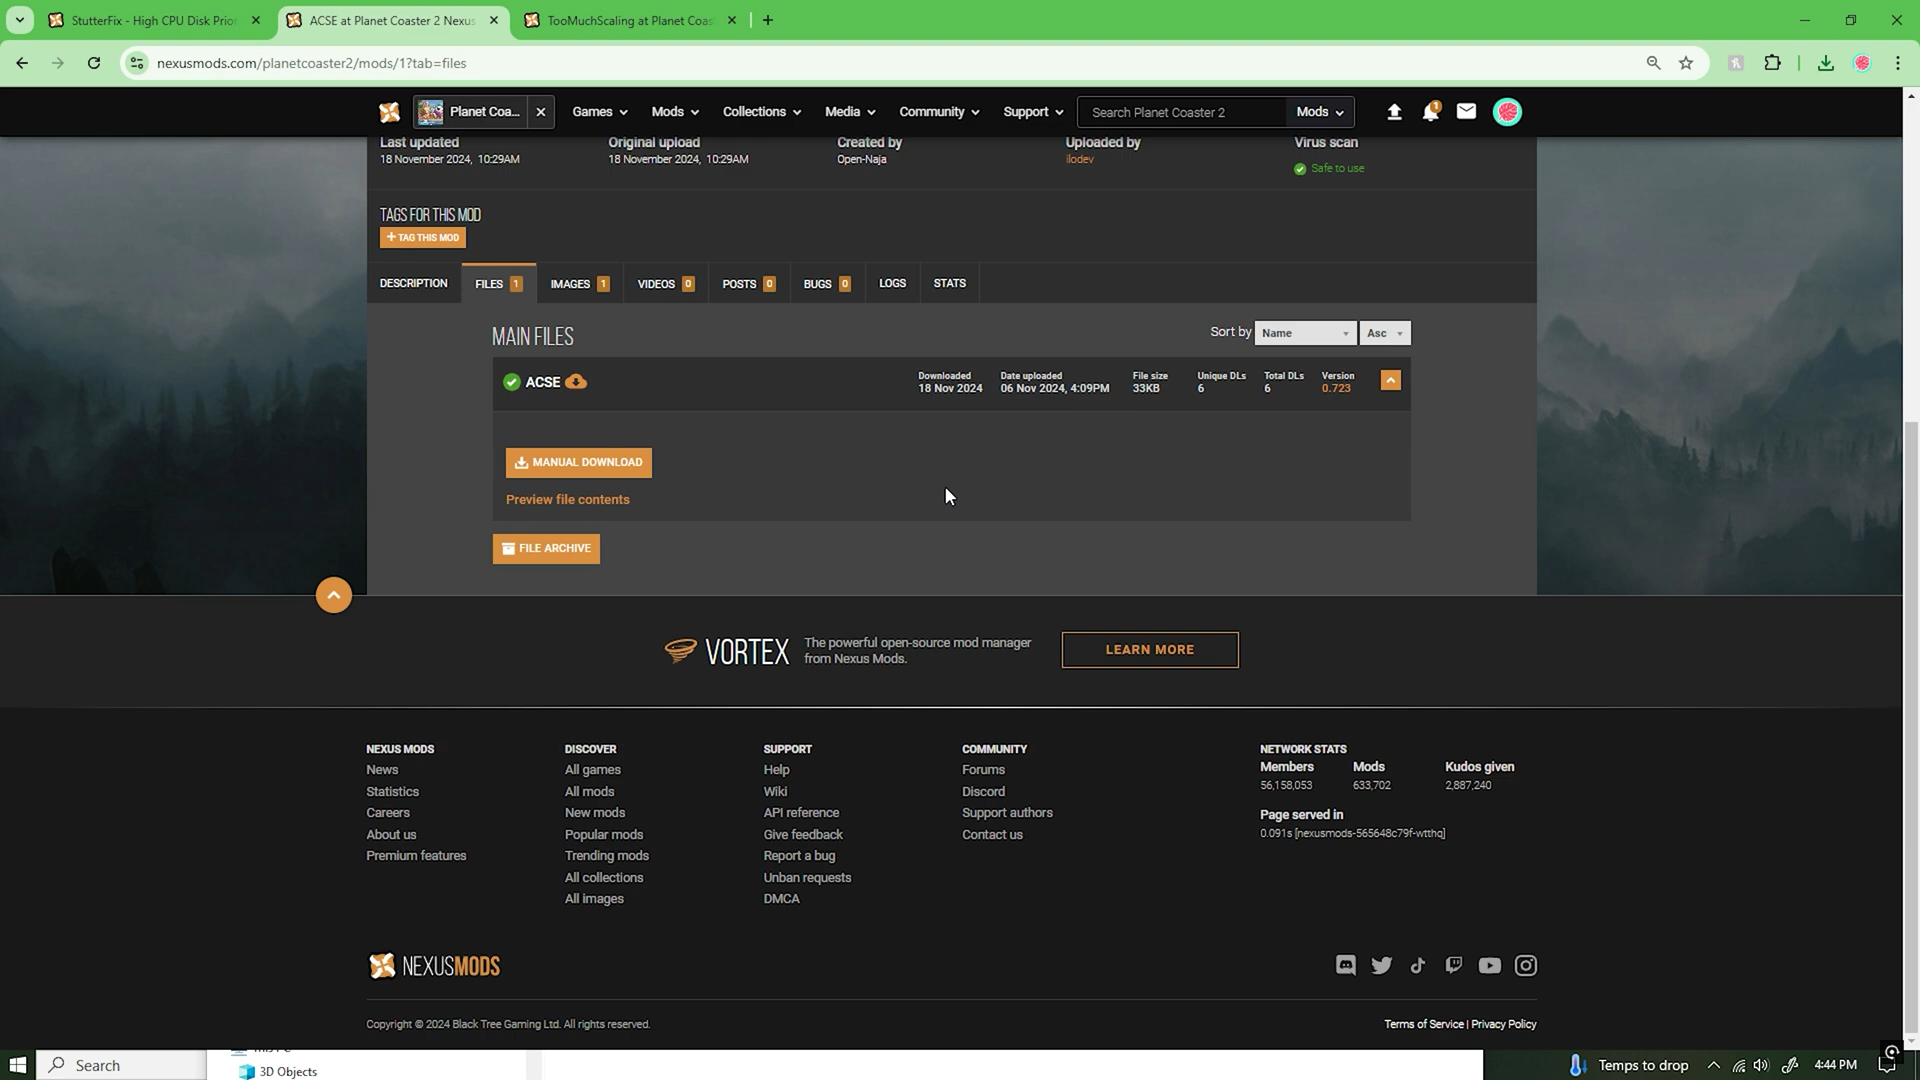 StutterFix - High CPU Disk Prio
ACSE at Planet Coaster 2 Nexus
TooMuchScaling at Planet Coas
nexusmods.com/planetcoaster2/mods/1?tab=files
Planet Coa...
Games
Mods
Collections
Media
Community
Support
Search Planet Coaster 2
Mods
1
Last updated
18 November 2024, 10:29AM
Original upload
18 November 2024, 10:29AM
Created by
Open-Naja
Uploaded by
ilodev
Virus scan
Safe to use
TAGS FOR THIS MOD
+ TAG THIS MOD
DESCRIPTION
FILES 1
IMAGES 1
VIDEOS 0
POSTS 0
BUGS 0
LOGS
STATS
MAIN FILES
Sort by Name Asc
ACSE
Downloaded
18 Nov 2024
Date uploaded
06 Nov 2024, 4:09PM
File size
33KB
Unique DLs
6
Total DLs
6
Version
0.723
MANUAL DOWNLOAD
Preview file contents
FILE ARCHIVE
VORTEX
The powerful open-source mod manager
from Nexus Mods.
LEARN MORE
NEXUS MODS
News
Statistics
Careers
About us
Premium features
DISCOVER
All games
All mods
New mods
Popular mods
Trending mods
All collections
All images
SUPPORT
Help
Wiki
API reference
Give feedback
Report a bug
Unban requests
DMCA
COMMUNITY
Forums
Discord
Support authors
Contact us
NETWORK STATS
Members
56,158,053
Mods
633,702
Kudos given
2,887,240
Page served in
0.091s [nexusmods-565648c79f-wtthq]
NEXUSMODS
Copyright © 2024 Black Tree Gaming Ltd. All rights reserved.
Terms of Service | Privacy Policy
Search
3D Objects
Temps to drop
4:44 PM